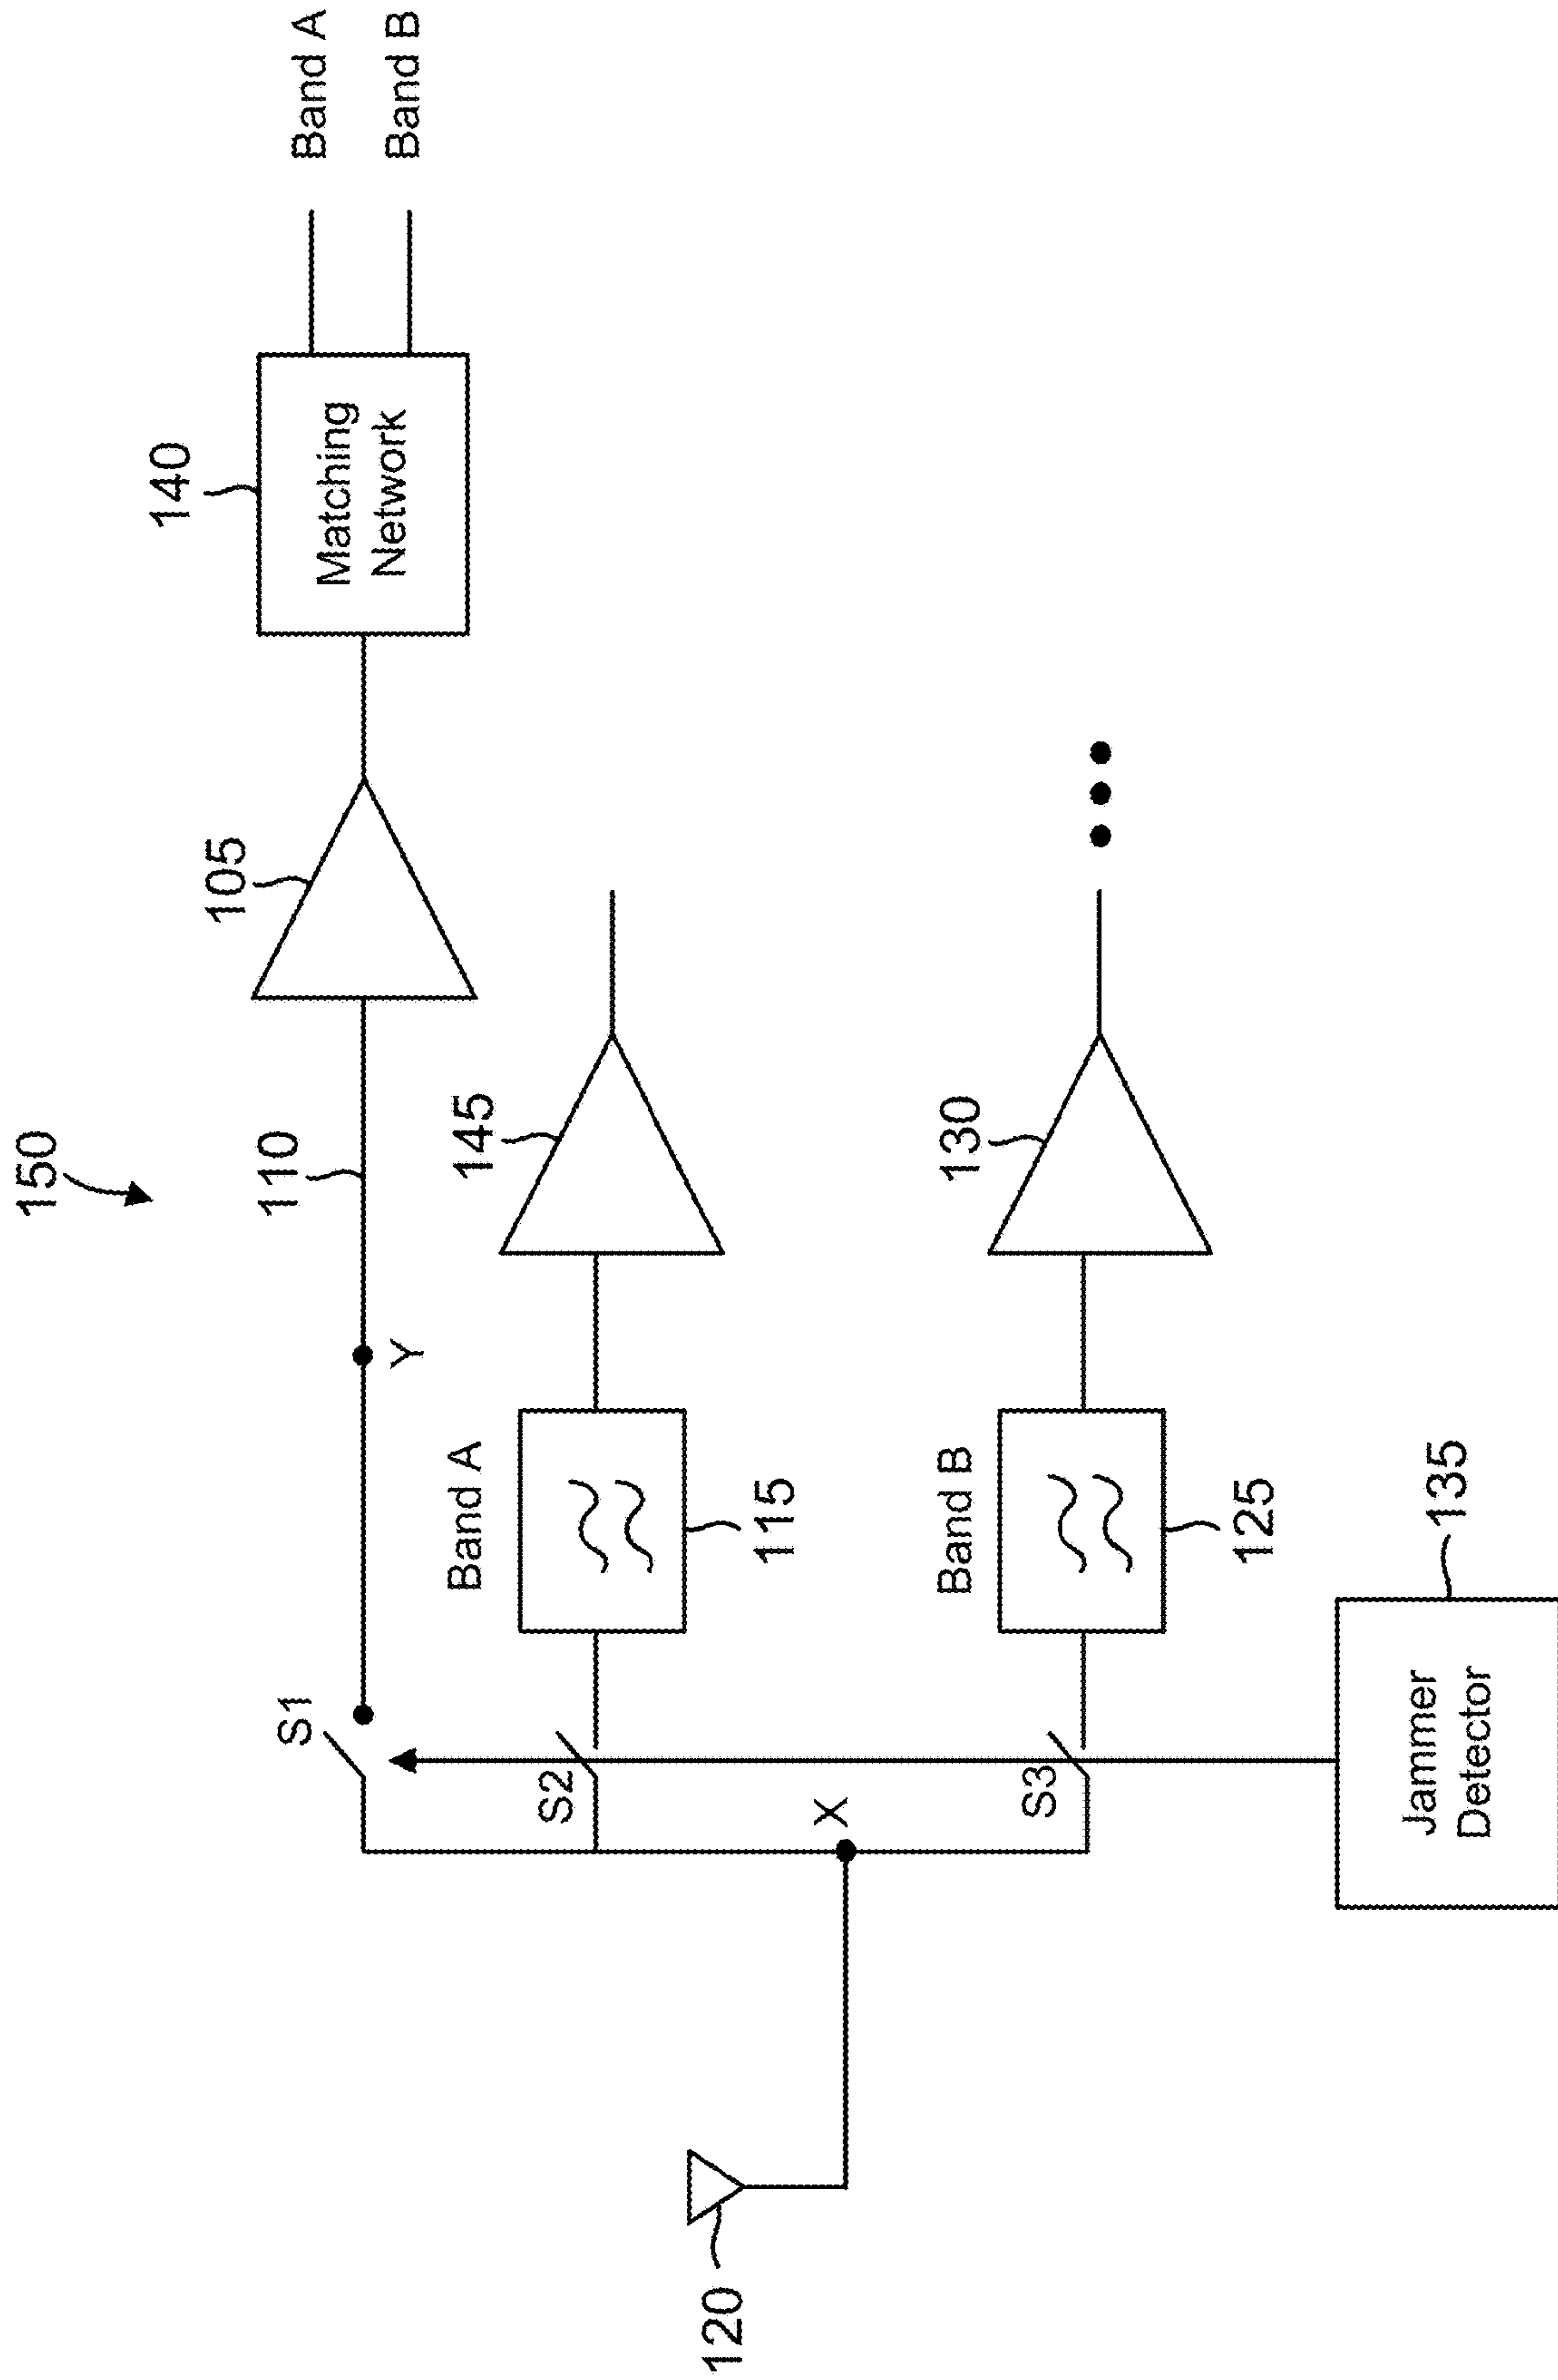 150
S1
Y
110
105
140
Matching
Network
Band A
Band B
S2
Band A
115
145
120
X
S3
Band B
125
130
Jammer
Detector
135